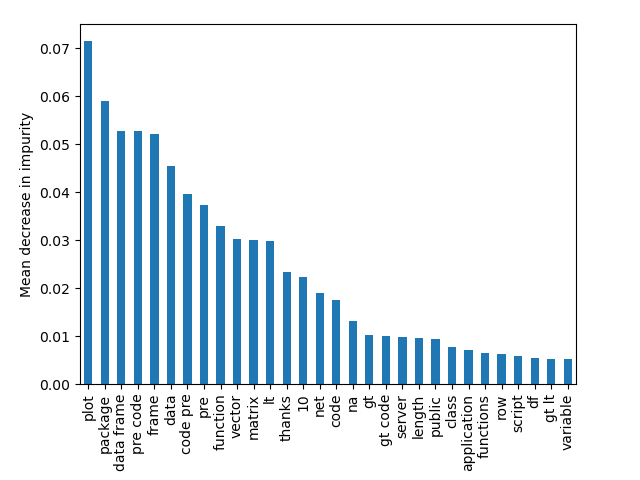 0.07
0.06
0.05
0.04
0.03
0.02
0.01
0.00
Mean decrease in impurity
plot
package
data frame
pre code
frame
data
code pre
pre
function
vector
matrix
lt
thanks
10
net
code
na
gt
gt code
server
length
public
class
application
functions
row
script
df
gt lt
variable